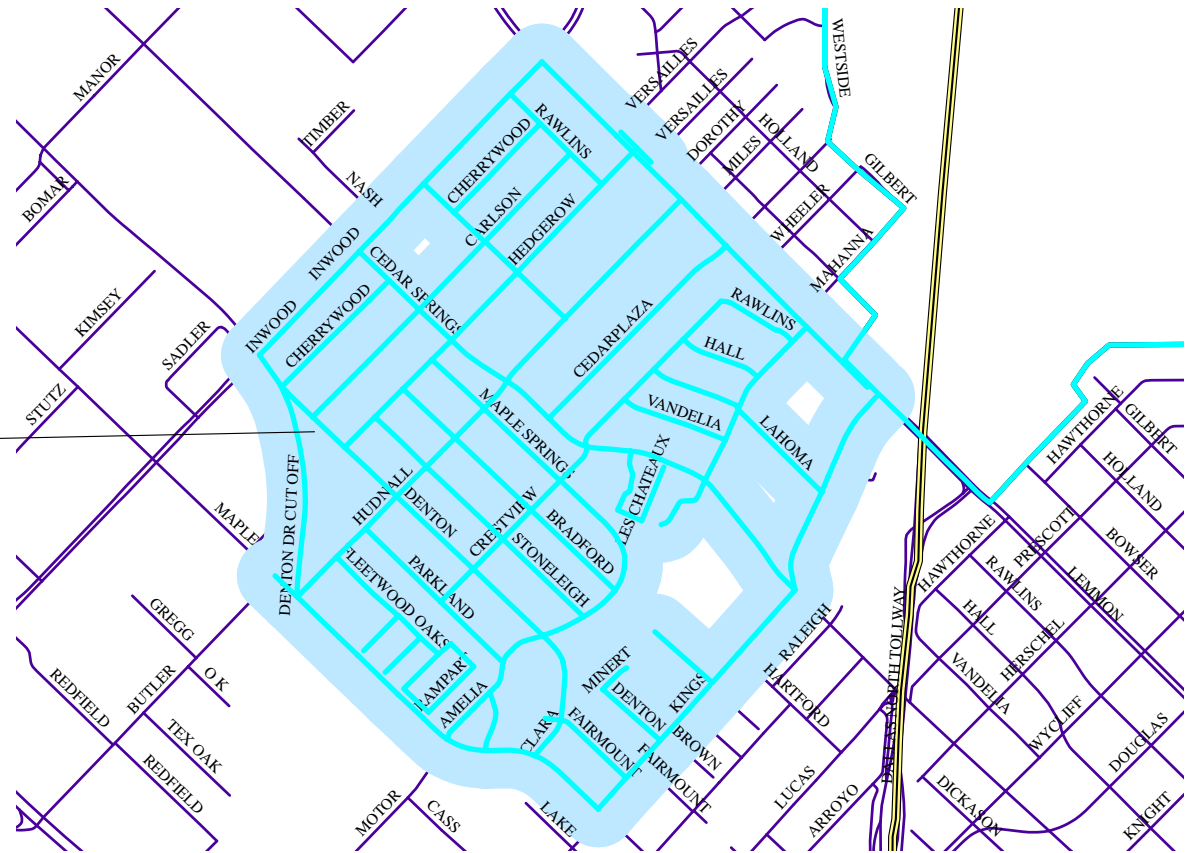 WESTSIDE
MANOR
VERSAILLES
VERSAILLES
TIMBER
RAWLINS
DOROTHY
HOLLAND
MILES
CHERRYWOOD
GILBERT
BOMAR
NASH
CARLSON
HEDGEROW
WHEELER
INWOOD
MAHANNA
CEDAR SPRINGS
KIMSEY
CHERRYWOOD
INWOOD
SADLER
CEDARPLAZA
RAWLINS
HALL
STUTZ
MAPLE SPRINGS
VANDELIA
LAHOMA
HAWTHORNE
GILBERT
HOLLAND
LES CHATEAUX
HUDNALL
DENTON
CRESTVIEW
BRADFORD
STONELEIGH
DENTON DR CUT OFF
MAPLE
HAWTHORNE
PRESCOTT
BOWSER
FLEETWOOD OAKS
PARKLAND
RAWLINS
LEMMON
GREGG
O K
RALEIGH
HALL
HERSCHEL
VANDELIA
RAMPART
AMELIA
MINERT
DENTON
KINGS
HARTFORD
DALLAS NORTH TOLLWAY
REDFIELD
BUTLER
TEX OAK
REDFIELD
CLARA
FAIRMOUNT
FAIRMOUNT
BROWN
WYCLIFF
DOUGLAS
LUCAS
ARROYO
DICKASON
KNIGHT
MOTOR
CASS
LAKE